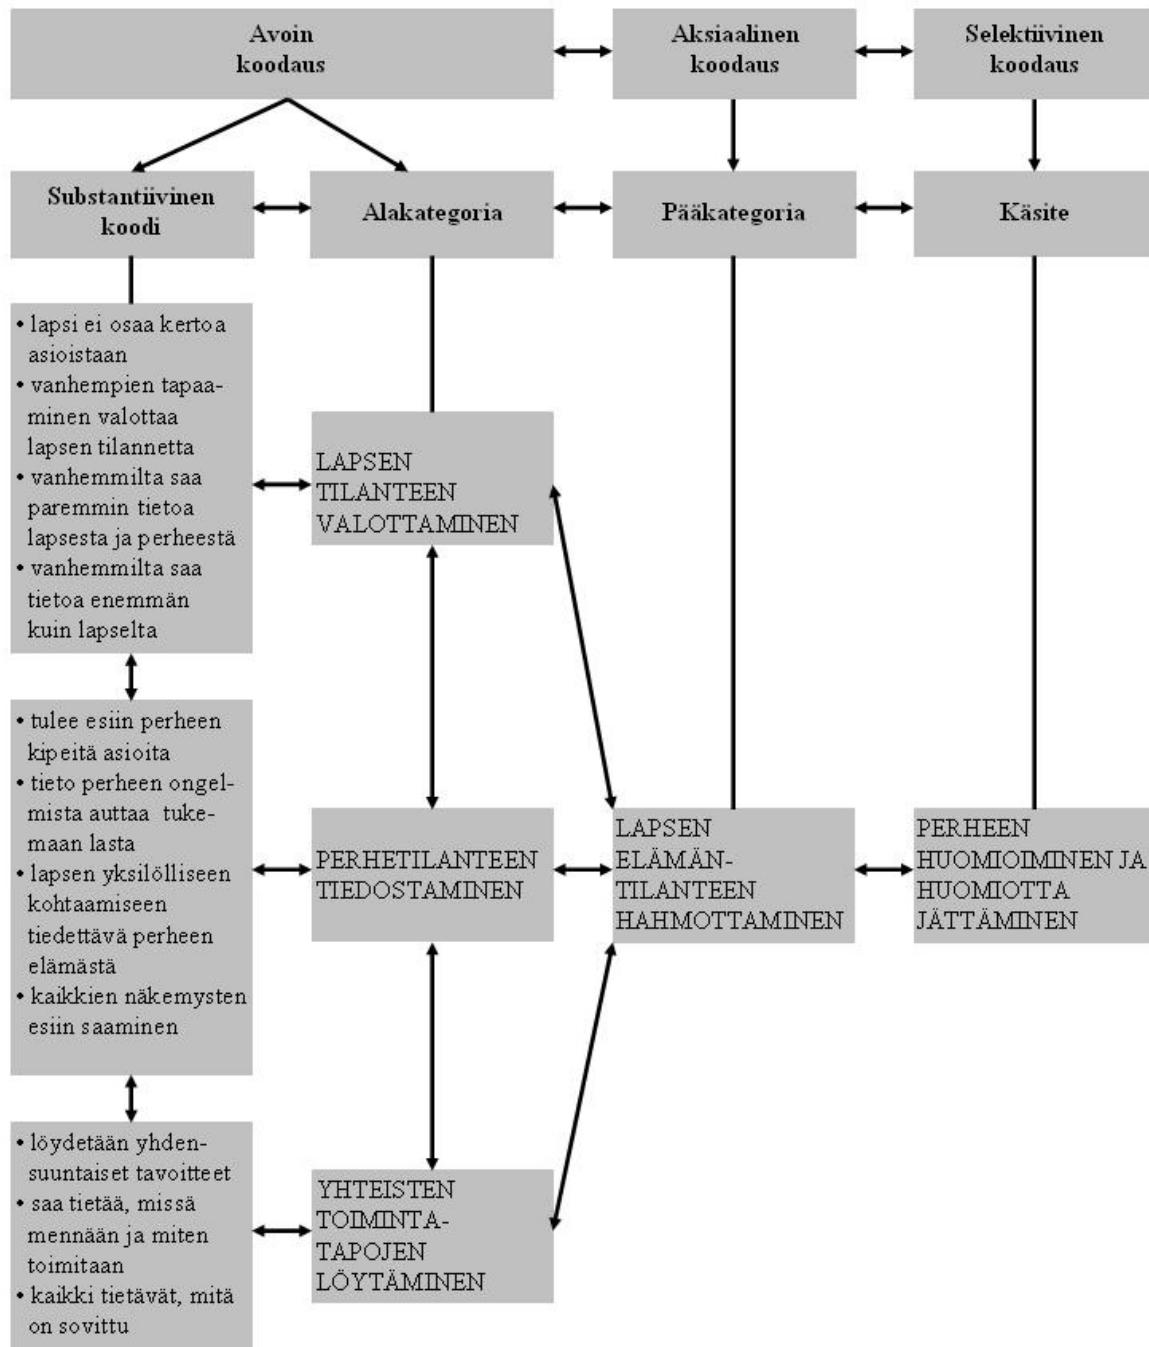 Avoin
koodaus
Aksiaalinen
koodaus
Selektiivinen
koodaus
Substantiivinen
koodi
Alakategoria
Pääkategoria
Käsite
• lapsi ei osaa kertoa
asioistaan
• vanhempien tapaa-
minen valottaa
lapsen tilannetta
• vanhemmilta saa
paremmin tietoa
lapsesta ja perheestä
• vanhemmilta saa
tietoa enemmän
kuin lapselta
LAPSEN
TILANTEEN
VALOTTAMINEN
• tulee esiin perheen
kipeitä asioita
• tieto perheen ongel-
mista auttaa tuke-
maan lasta
• lapsen yksilölliseen
kohtaamiseen
tiedettävä perheen
elämästä
• kaikkien näkemysten
esiin saaminen
PERHETILANTEEN
TIEDOSTAMINEN
LAPSEN
ELÄMÄN-
TILANTEEN
HAHMOTTAMINEN
PERHEEN
HUOMIOIMINEN JA
HUOMIOTTA
JÄTTÄMINEN
• löydetään yhden-
suuntaiset tavoitteet
• saa tietää, missä
mennään ja miten
toimitaan
• kaikki tietävät, mitä
on sovittu
YHTEISTEN
TOIMINTA-
TAPOJEN
LÖYTÄMINEN